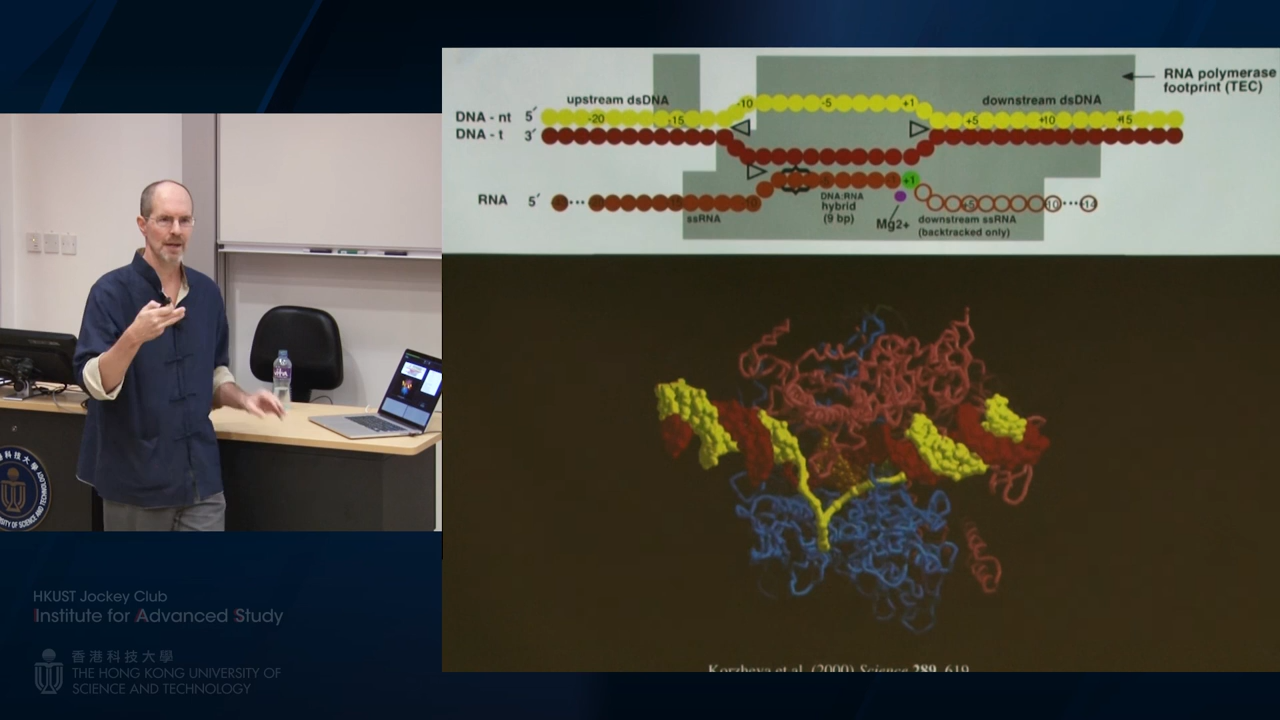 RNA polymerase
footprint (TEC)
upstream dsDNA
downstream dsDNA
-10
-5
+1
DNA - nt 5′
-20
-15
+5
+10
+15
DNA - t 3′
+1
RNA 5′
DNA:RNA
hybrid
(9 bp)
ssRNA
Mg2+
downstream ssRNA
(backtracked only)
Korzheva et al. (2000) Science 289, 619
HKUST Jockey Club
Institute for Advanced Study
香港科技大學
THE HONG KONG UNIVERSITY OF
SCIENCE AND TECHNOLOGY